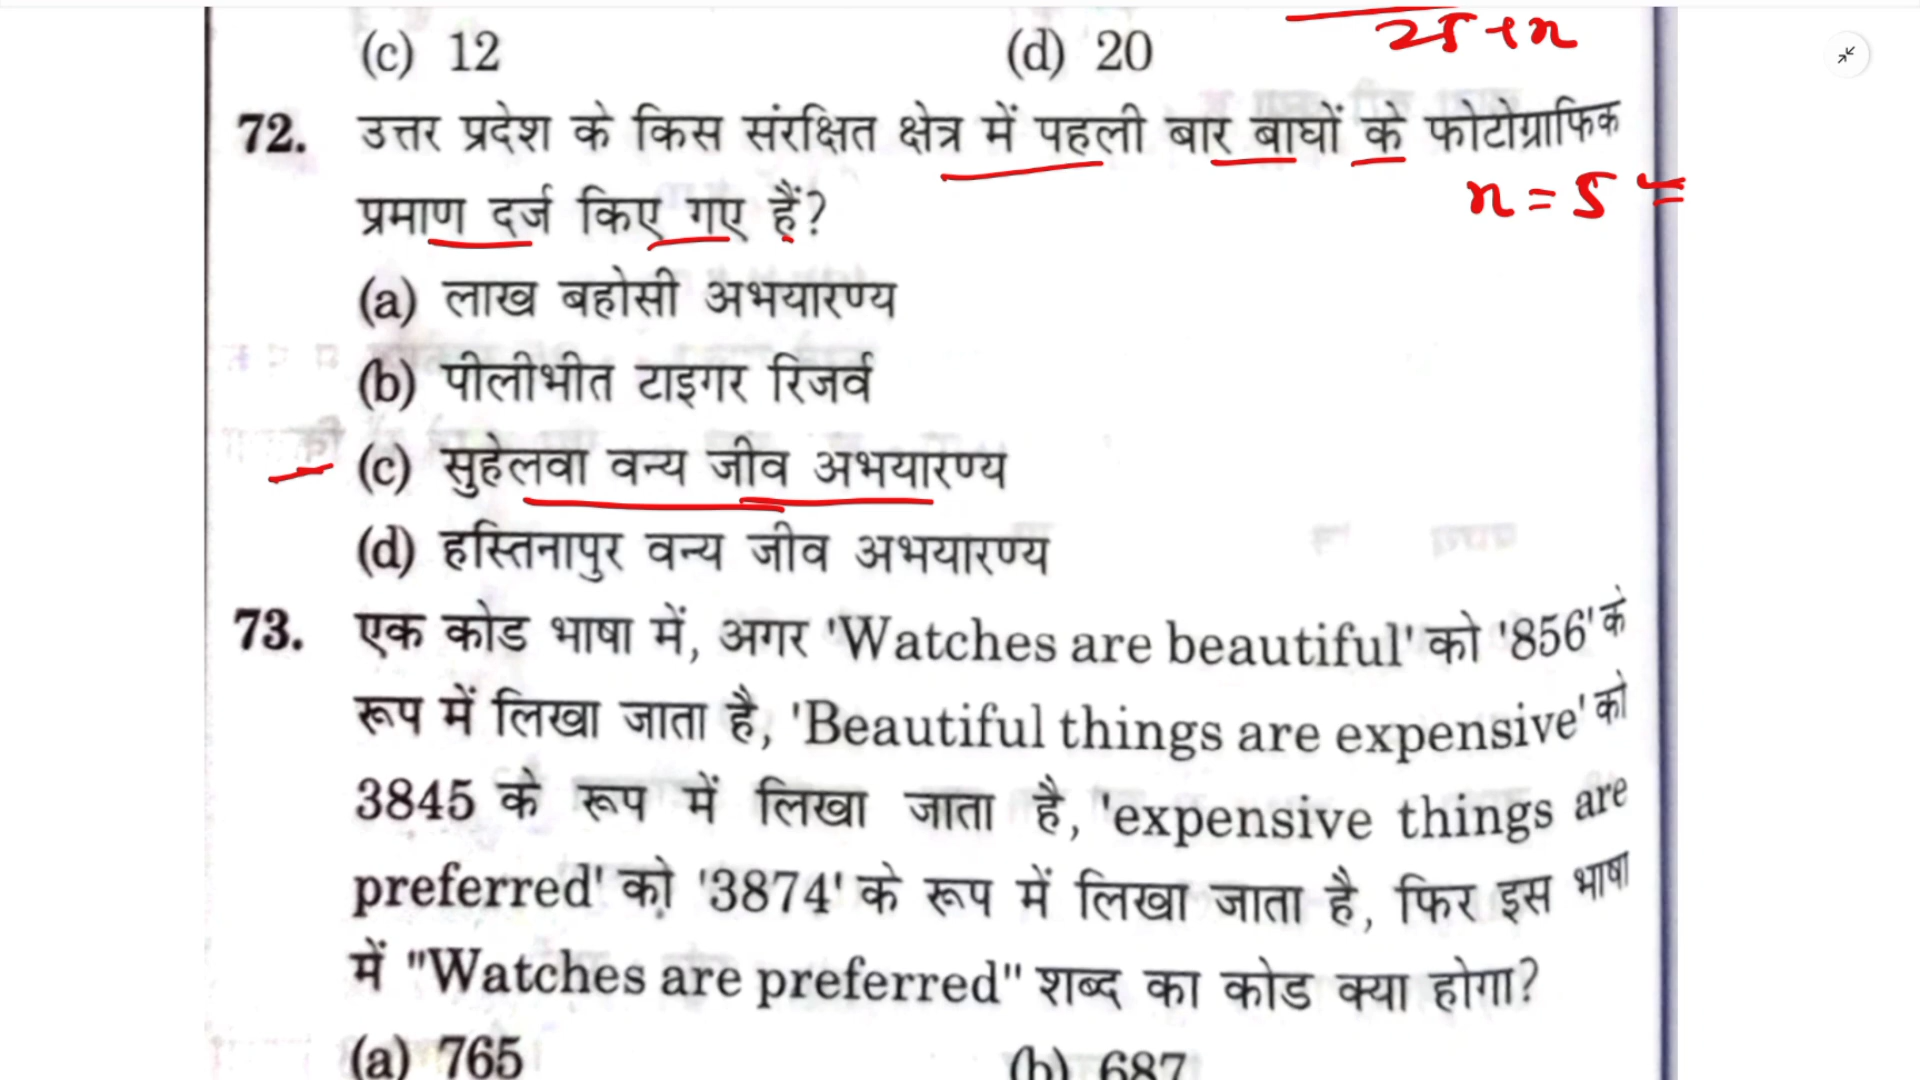 (c) 12 (d) 20 25+n
72. उत्तर प्रदेश के किस संरक्षित क्षेत्र में पहली बार बाघों के फोटोग्राफिक
प्रमाण दर्ज किए गए हैं? n = 5
(a) लाख बहोसी अभयारण्य
(b) पीलीभीत टाइगर रिजर्व
(c) सुहेलवा वन्य जीव अभयारण्य
(d) हस्तिनापुर वन्य जीव अभयारण्य
73. एक कोड भाषा में, अगर 'Watches are beautiful' को '856' के
रूप में लिखा जाता है, 'Beautiful things are expensive' को
3845 के रूप में लिखा जाता है, 'expensive things are
preferred' को '3874' के रूप में लिखा जाता है, फिर इस भाषा
में "Watches are preferred" शब्द का कोड क्या होगा?
(a) 765 (b) 687